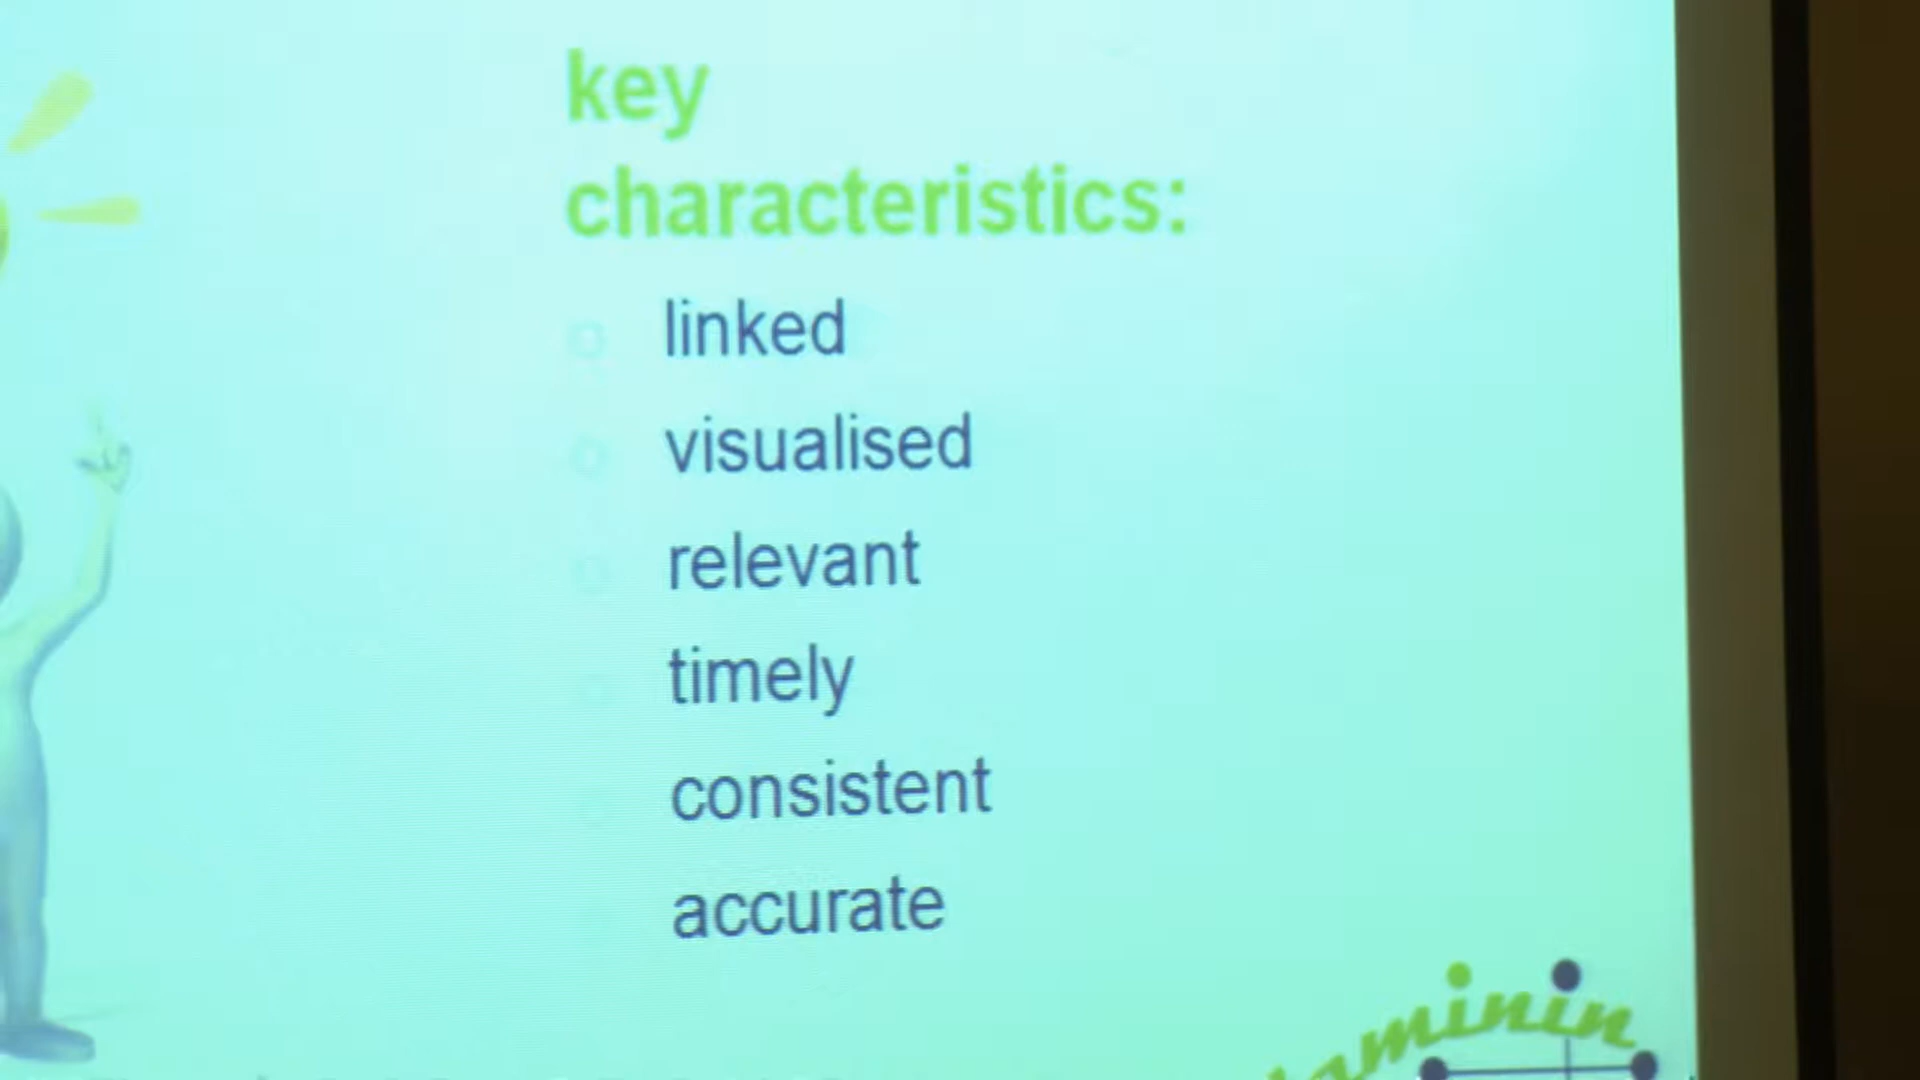 key
characteristics:
linked
visualised
relevant
timely
consistent
accurate